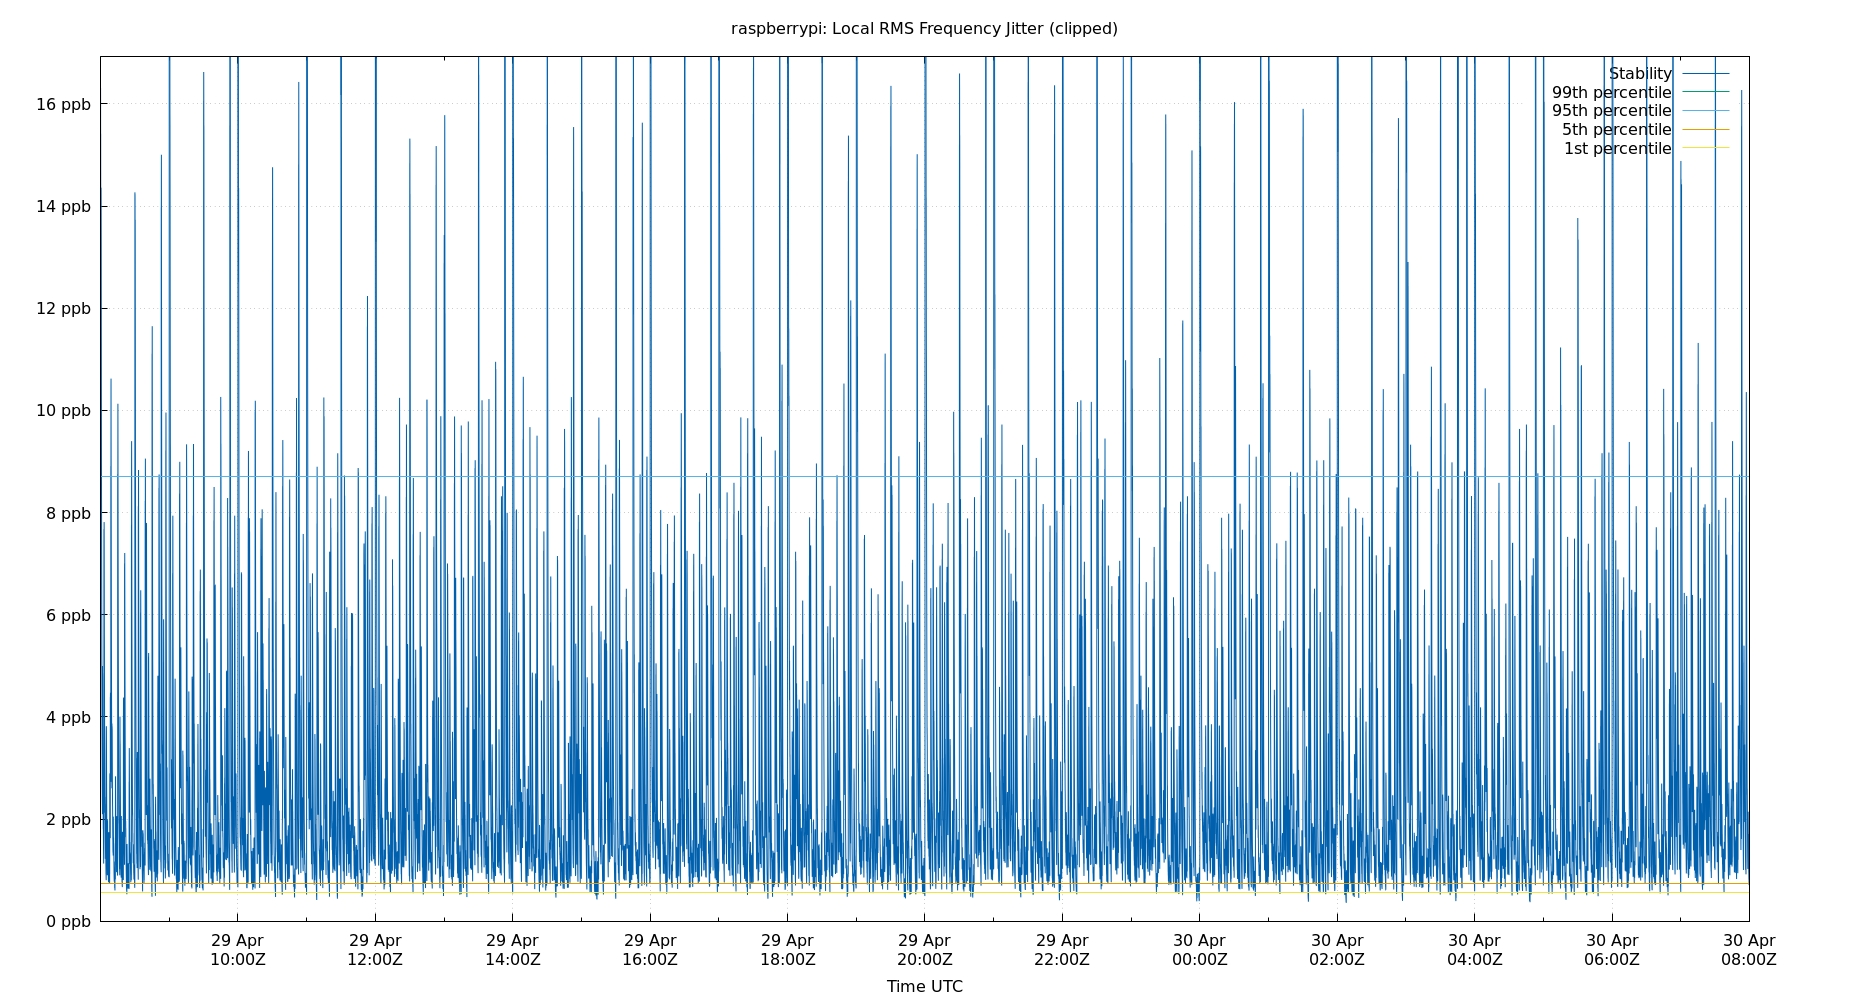 raspberrypi: Local RMS Frequency Jitter (clipped)
Stability
99th percentile
95th percentile
5th percentile
1st percentile
16 ppb
14 ppb
12 ppb
10 ppb
8 ppb
6 ppb
4 ppb
2 ppb
0 ppb
29 Apr 29 Apr 29 Apr 29 Apr 29 Apr 29 Apr 29 Apr 30 Apr 30 Apr 30 Apr 30 Apr 30 Apr
10:00Z 12:00Z 14:00Z 16:00Z 18:00Z 20:00Z 22:00Z 00:00Z 02:00Z 04:00Z 06:00Z 08:00Z
Time UTC